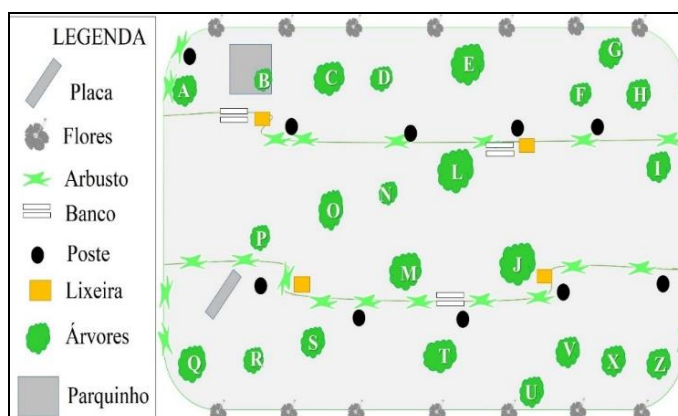 LEGENDA
Placa
Flores
Arbusto
Banco
Poste
Lixeira
Árvores
Parquinho
A
B
C
D
E
F
G
H
I
L
N
O
P
M
J
Q
R
S
T
U
V
X
Z